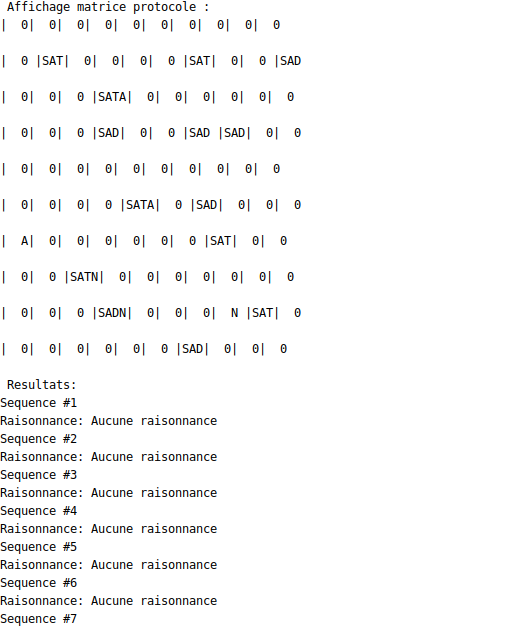 Affichage matrice protocole :
|  0|  0|  0|  0|  0|  0|  0|  0|  0|  0
|  0 |SAT|  0|  0|  0|  0 |SAT|  0|  0 |SAD
|  0|  0|  0 |SATA|  0|  0|  0|  0|  0|  0
|  0|  0|  0 |SAD|  0|  0 |SAD |SAD|  0|  0
|  0|  0|  0|  0|  0|  0|  0|  0|  0|  0
|  0|  0|  0|  0 |SATA|  0 |SAD|  0|  0|  0
|  A|  0|  0|  0|  0|  0|  0 |SAT|  0|  0
|  0|  0 |SATN|  0|  0|  0|  0|  0|  0|  0
|  0|  0|  0 |SADN|  0|  0|  0|  N |SAT|  0
|  0|  0|  0|  0|  0|  0 |SAD|  0|  0|  0
Resultats:
Sequence #1
Raisonnance: Aucune raisonnance
Sequence #2
Raisonnance: Aucune raisonnance
Sequence #3
Raisonnance: Aucune raisonnance
Sequence #4
Raisonnance: Aucune raisonnance
Sequence #5
Raisonnance: Aucune raisonnance
Sequence #6
Raisonnance: Aucune raisonnance
Sequence #7